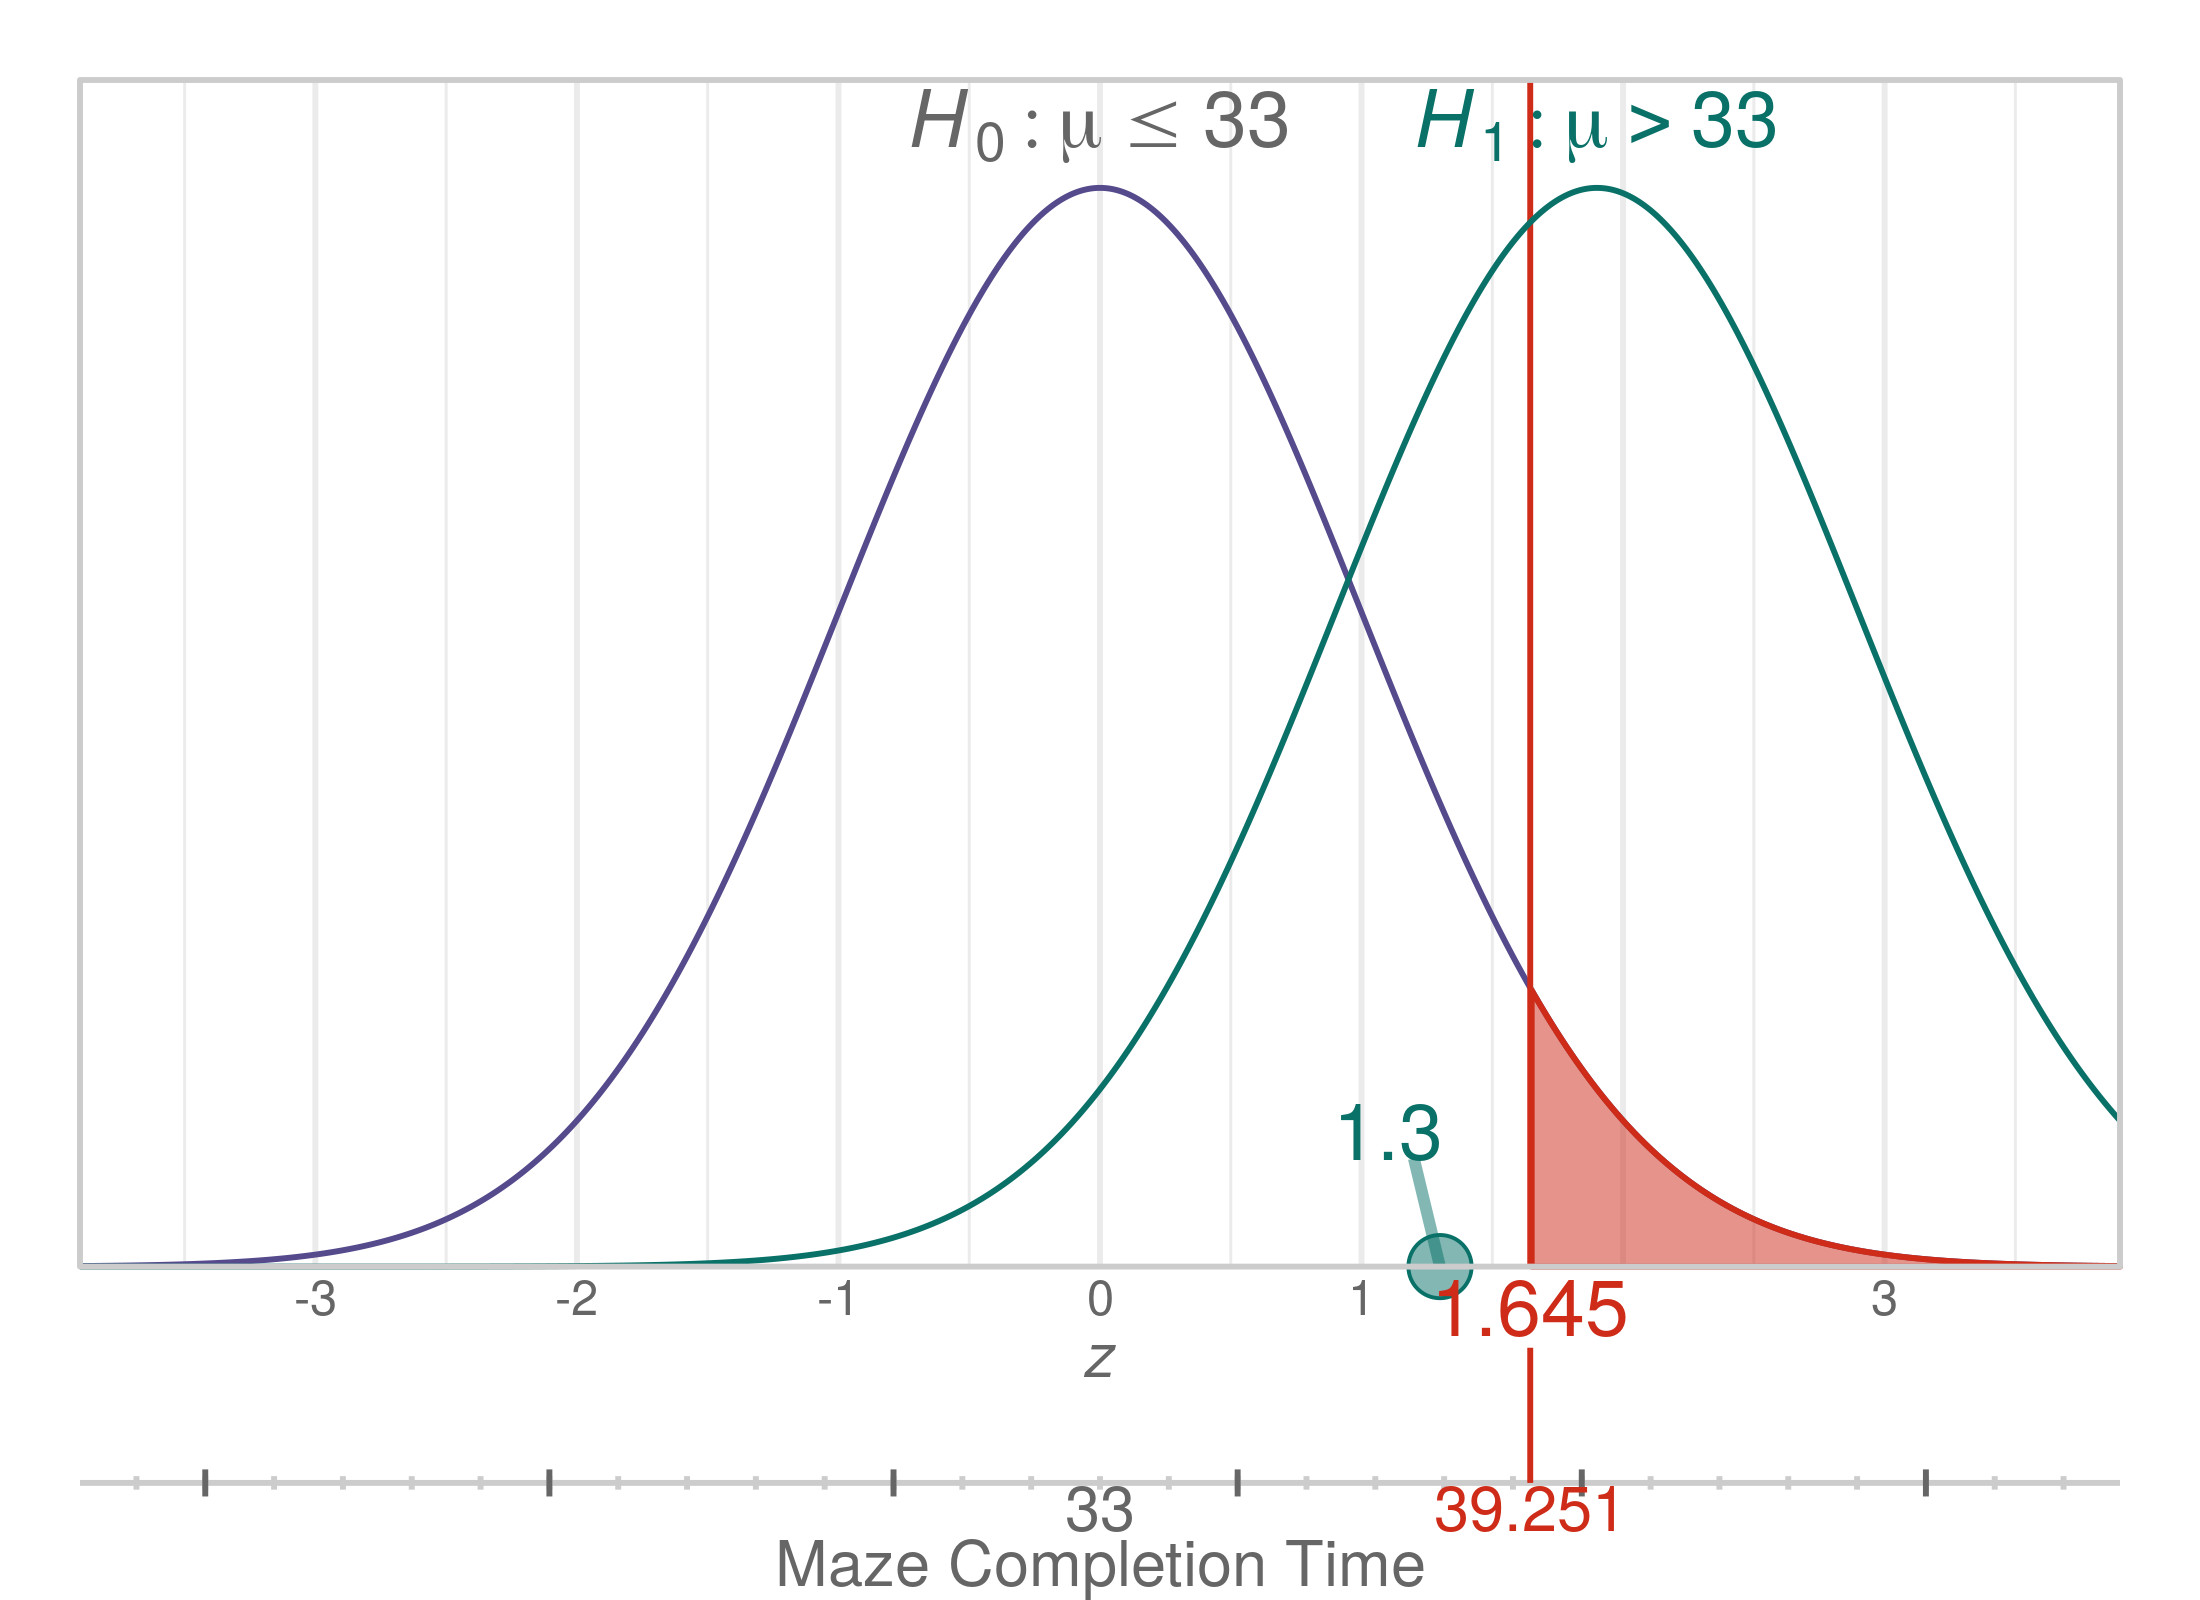 H₀ : μ ≤ 33 H₁ : μ > 33
1.3
-3 -2 -1 0 1 1.645 3
z
33 39.251
Maze Completion Time